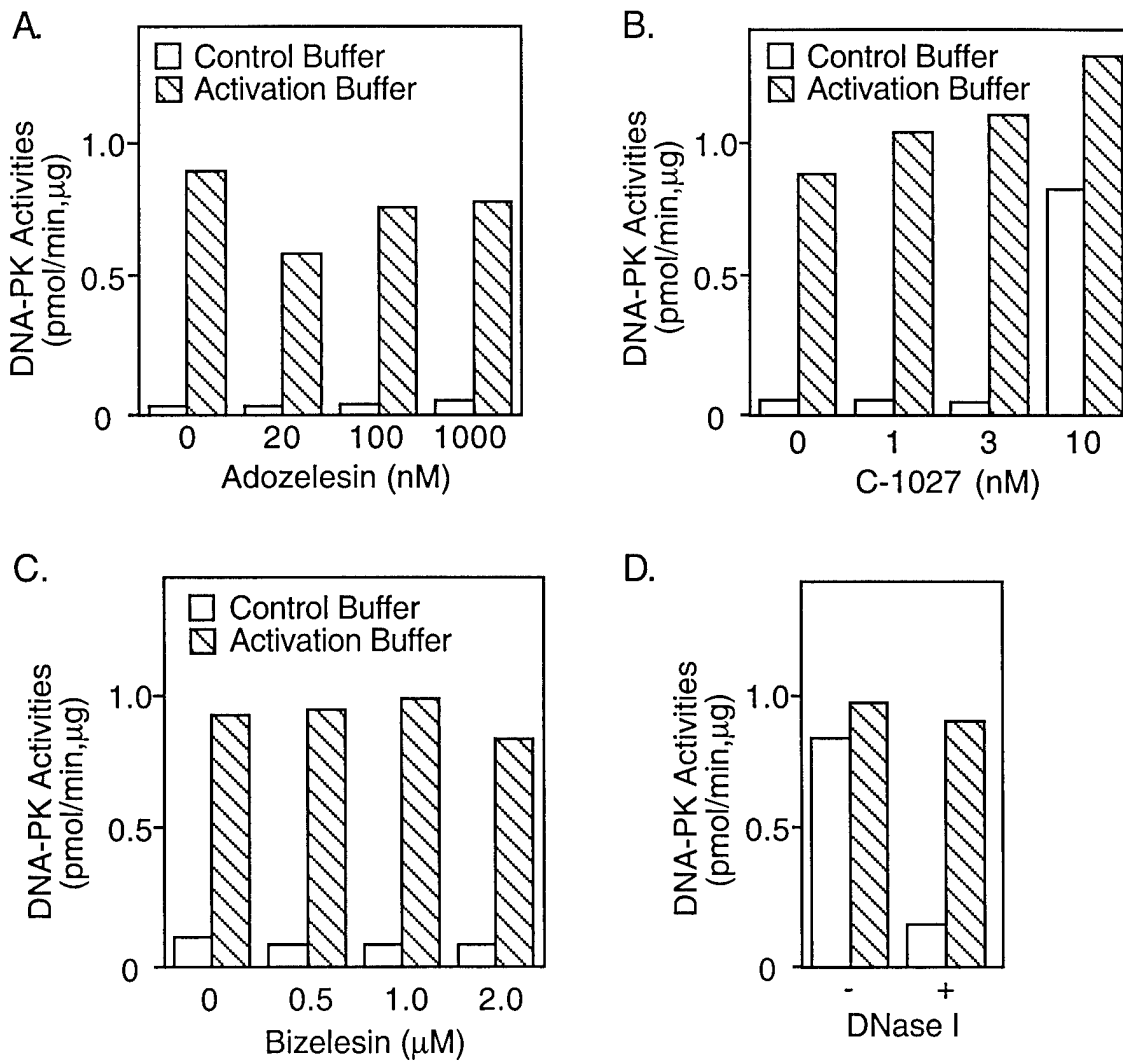 A.
Control Buffer
Activation Buffer
DNA-PK Activities
(pmol/min,μg)
1.0
0.5
0
0 20 100 1000
Adozelesin (nM)
B.
Control Buffer
Activation Buffer
DNA-PK Activities
(pmol/min,μg)
1.0
0.5
0
0 1 3 10
C-1027 (nM)
C.
Control Buffer
Activation Buffer
DNA-PK Activities
(pmol/min,μg)
1.0
0.5
0
0 0.5 1.0 2.0
Bizelesin (μM)
D.
DNA-PK Activities
(pmol/min,μg)
1.0
0.5
0
- +
DNase I